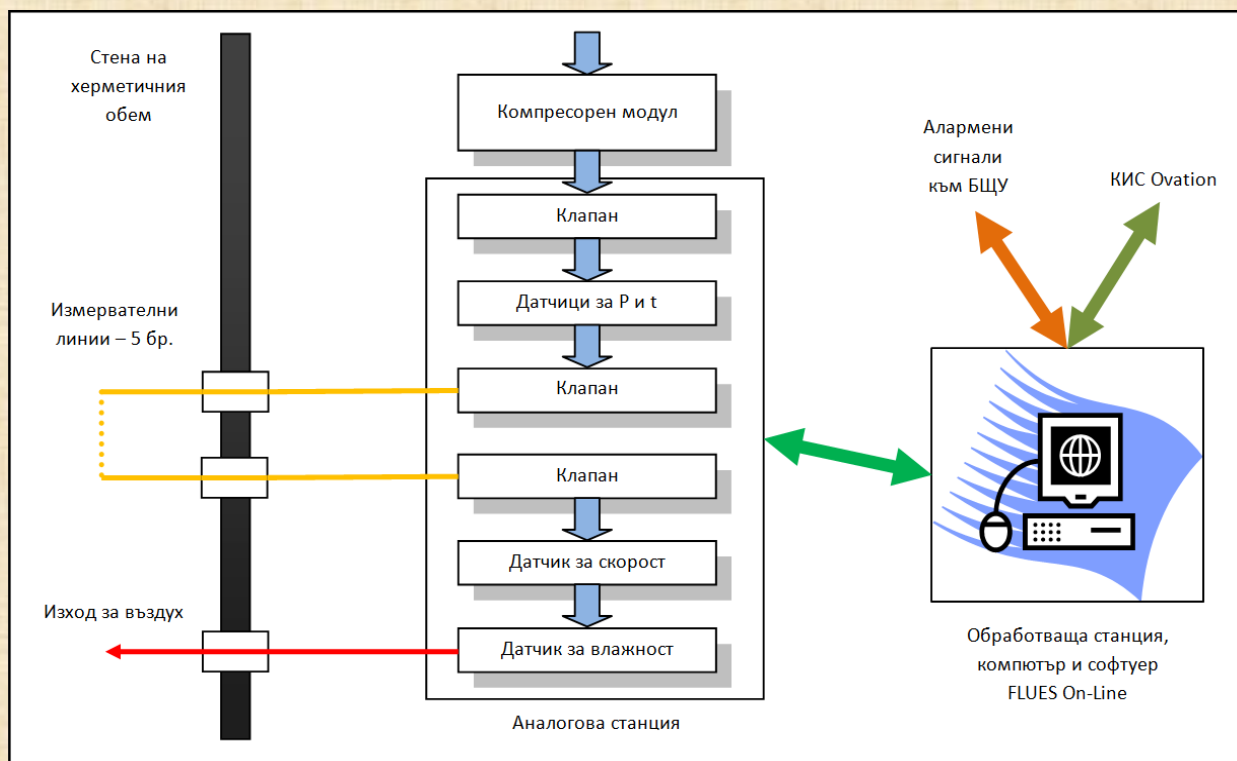 Стена на
херметичния
обем
Компресорен модул
Клапан
Датчици за P и t
Измервателни
линии – 5 бр.
Клапан
Клапан
Датчик за скорост
Изход за въздух
Датчик за влажност
Аналогова станция
Алармени
сигнали
към БЩУ
КИС Ovation
Обработваща станция,
компютър и софтуер
FLUES On-Line